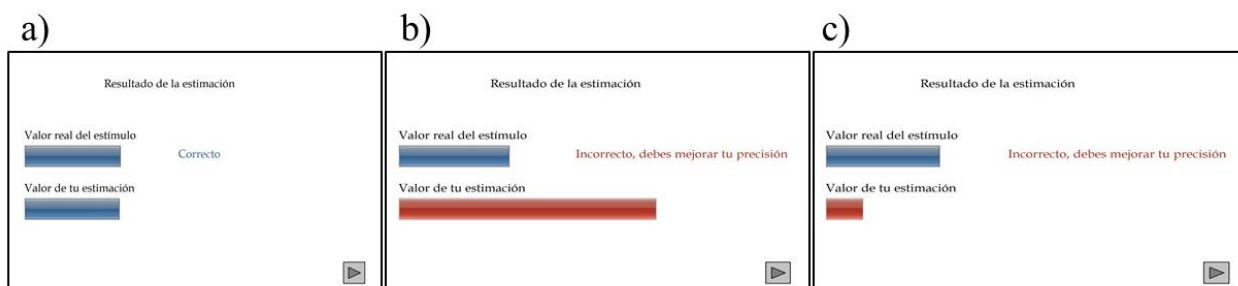 a)
Resultado de la estimación
Valor real del estímulo
Correcto
Valor de tu estimación
b)
Resultado de la estimación
Valor real del estímulo
Incorrecto, debes mejorar tu precisión
Valor de tu estimación
c)
Resultado de la estimación
Valor real del estímulo
Incorrecto, debes mejorar tu precisión
Valor de tu estimación